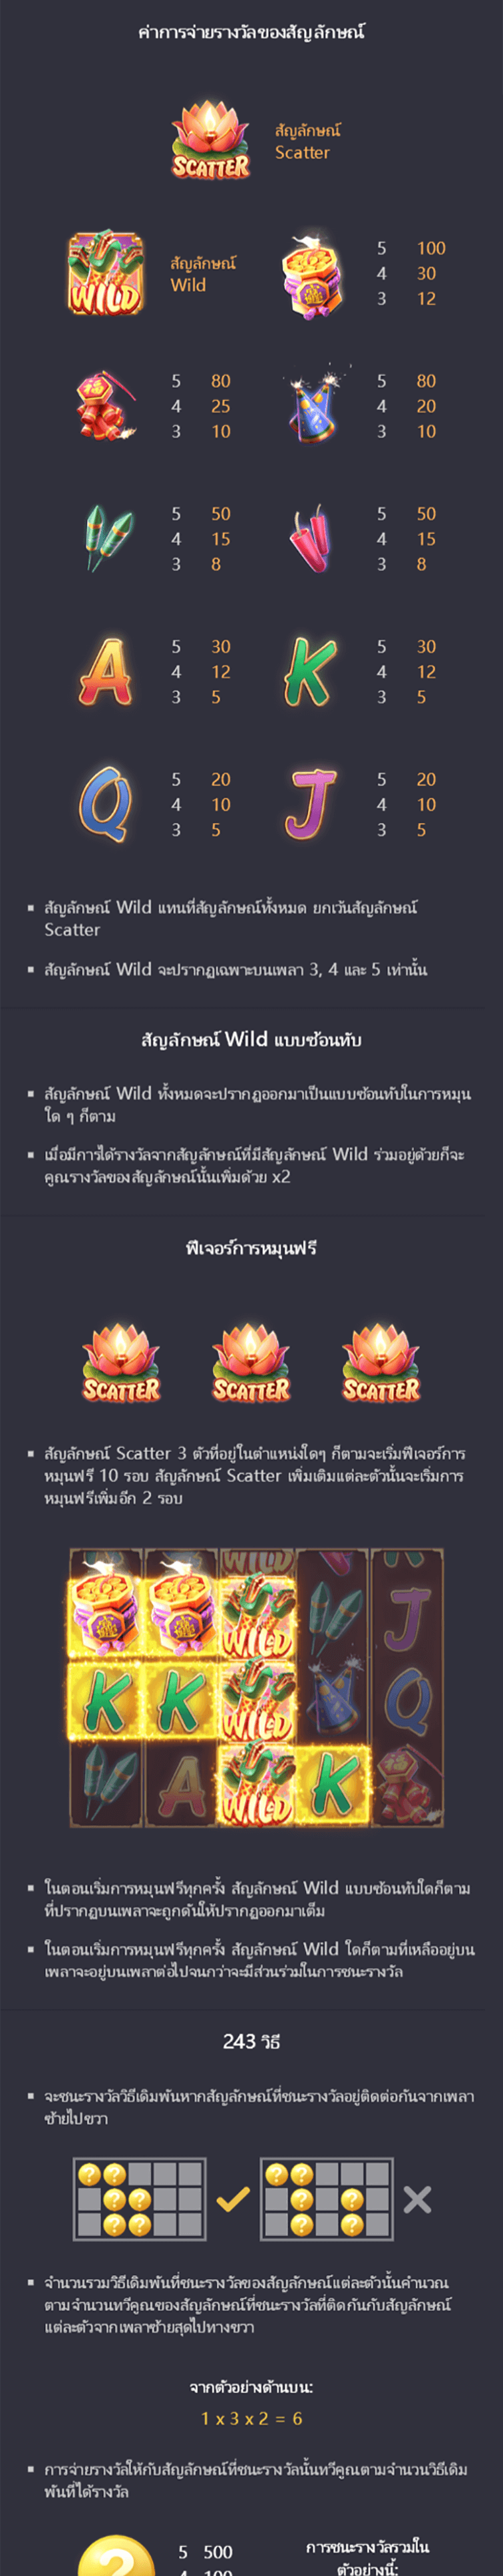 ค่าการจ่ายรางวัลของสัญลักษณ์
SCATTER
สัญลักษณ์
Scatter
WILD
สัญลักษณ์
Wild
5 100
4 30
3 12
5 80
4 25
3 10
5 80
4 20
3 10
5 50
4 15
3 8
5 50
4 15
3 8
A
5 30
4 12
3 5
K
5 30
4 12
3 5
Q
5 20
4 10
3 5
J
5 20
4 10
3 5
▪ สัญลักษณ์ Wild แทนที่สัญลักษณ์ทั้งหมด ยกเว้นสัญลักษณ์
Scatter
▪ สัญลักษณ์ Wild จะปรากฏเฉพาะบนเพลา 3, 4 และ 5 เท่านั้น
สัญลักษณ์ Wild แบบซ้อนทับ
▪ สัญลักษณ์ Wild ทั้งหมดจะปรากฏออกมาเป็นแบบซ้อนทับในการหมุน
ใด ๆ ก็ตาม
▪ เมื่อมีการได้รางวัลจากสัญลักษณ์ที่มีสัญลักษณ์ Wild ร่วมอยู่ด้วยก็จะ
คูณรางวัลของสัญลักษณ์นั้นเพิ่มด้วย x2
ฟีเจอร์การหมุนฟรี
SCATTER SCATTER SCATTER
▪ สัญลักษณ์ Scatter 3 ตัวที่อยู่ในตำแหน่งใดๆ ก็ตามจะเริ่มฟีเจอร์การ
หมุนฟรี 10 รอบ สัญลักษณ์ Scatter เพิ่มเติมแต่ละตัวนั้นจะเริ่มการ
หมุนฟรีเพิ่มอีก 2 รอบ
WILD
WILD J
K K WILD Q
A WILD K
▪ ในตอนเริ่มการหมุนฟรีทุกครั้ง สัญลักษณ์ Wild แบบซ้อนทับใดก็ตาม
ที่ปรากฏบนเพลาจะถูกดันให้ปรากฏออกมาเต็ม
▪ ในตอนเริ่มการหมุนฟรีทุกครั้ง สัญลักษณ์ Wild ใดก็ตามที่เหลืออยู่บน
เพลาจะอยู่บนเพลาต่อไปจนกว่าจะมีส่วนร่วมในการชนะรางวัล
243 วิธี
▪ จะชนะรางวัลวิธีเดิมพันหากสัญลักษณ์ที่ชนะรางวัลอยู่ติดต่อกันจากเพลา
ซ้ายไปขวา
? ? ? ?
? ? ? ?
? ? ? ?
▪ จำนวนรวมวิธีเดิมพันที่ชนะรางวัลของสัญลักษณ์แต่ละตัวนั้นคำนวณ
ตามจำนวนทวีคูณของสัญลักษณ์ที่ชนะรางวัลที่ติดกันกับสัญลักษณ์
แต่ละตัวจากเพลาซ้ายสุดไปทางขวา
จากตัวอย่างด้านบน:
1 x 3 x 2 = 6
▪ การจ่ายรางวัลให้กับสัญลักษณ์ที่ชนะรางวัลนั้นทวีคูณตามจำนวนวิธีเดิม
พันที่ได้รางวัล
?
5 500
4 100
การชนะรางวัลรวมใน
ตัวอย่างนี้: